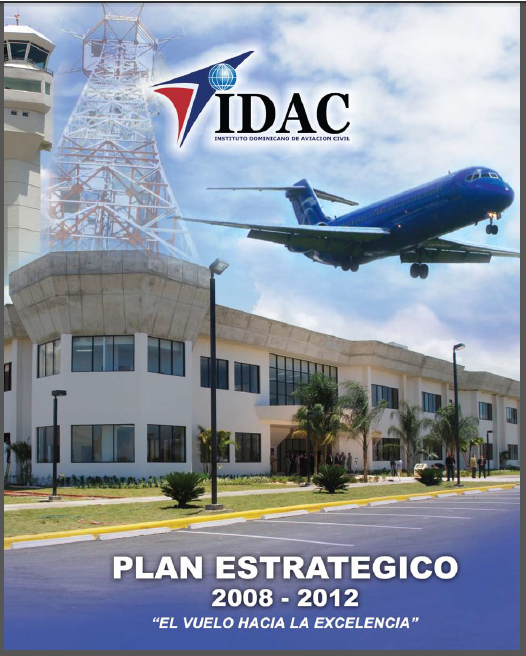 IDAC
INSTITUTO DOMINICANO DE AVIACION CIVIL
PLAN ESTRATEGICO
2008 - 2012
“EL VUELO HACIA LA EXCELENCIA”